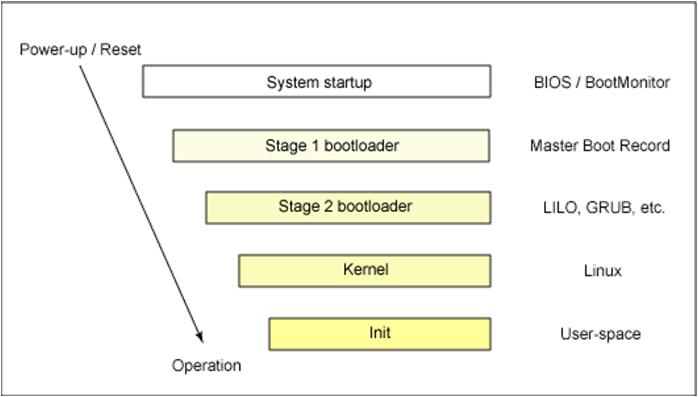 Power-up / Reset
System startup
BIOS / BootMonitor
Stage 1 bootloader
Master Boot Record
Stage 2 bootloader
LILO, GRUB, etc.
Kernel
Linux
Init
User-space
Operation